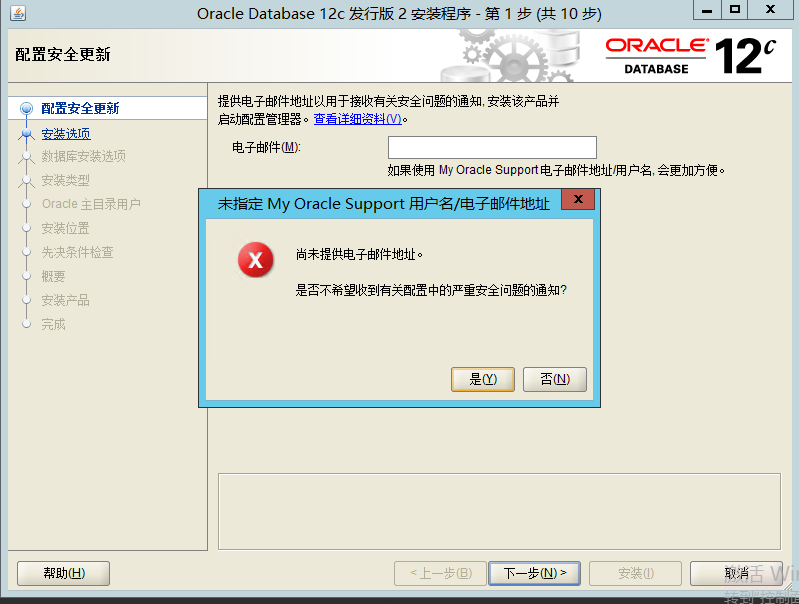 Oracle Database 12c 发行版 2 安装程序 - 第 1 步 (共 10 步)
配置安全更新
ORACLE
DATABASE
12c
配置安全更新
安装选项
数据库安装选项
安装类型
Oracle 主目录用户
安装位置
先决条件检查
概要
安装产品
完成
提供电子邮件地址以用于接收有关安全问题的通知, 安装该产品并
启动配置管理器。查看详细资料(V)。
电子邮件(M):
如果使用 My Oracle Support 电子邮件地址/用户名, 会更加方便。
未指定 My Oracle Support 用户名/电子邮件地址
尚未提供电子邮件地址。
是否不希望收到有关配置中的严重安全问题的通知?
是(Y)
否(N)
帮助(H)
< 上一步(B)
下一步(N) >
安装(I)
取消
激活 Win
转到"控制面